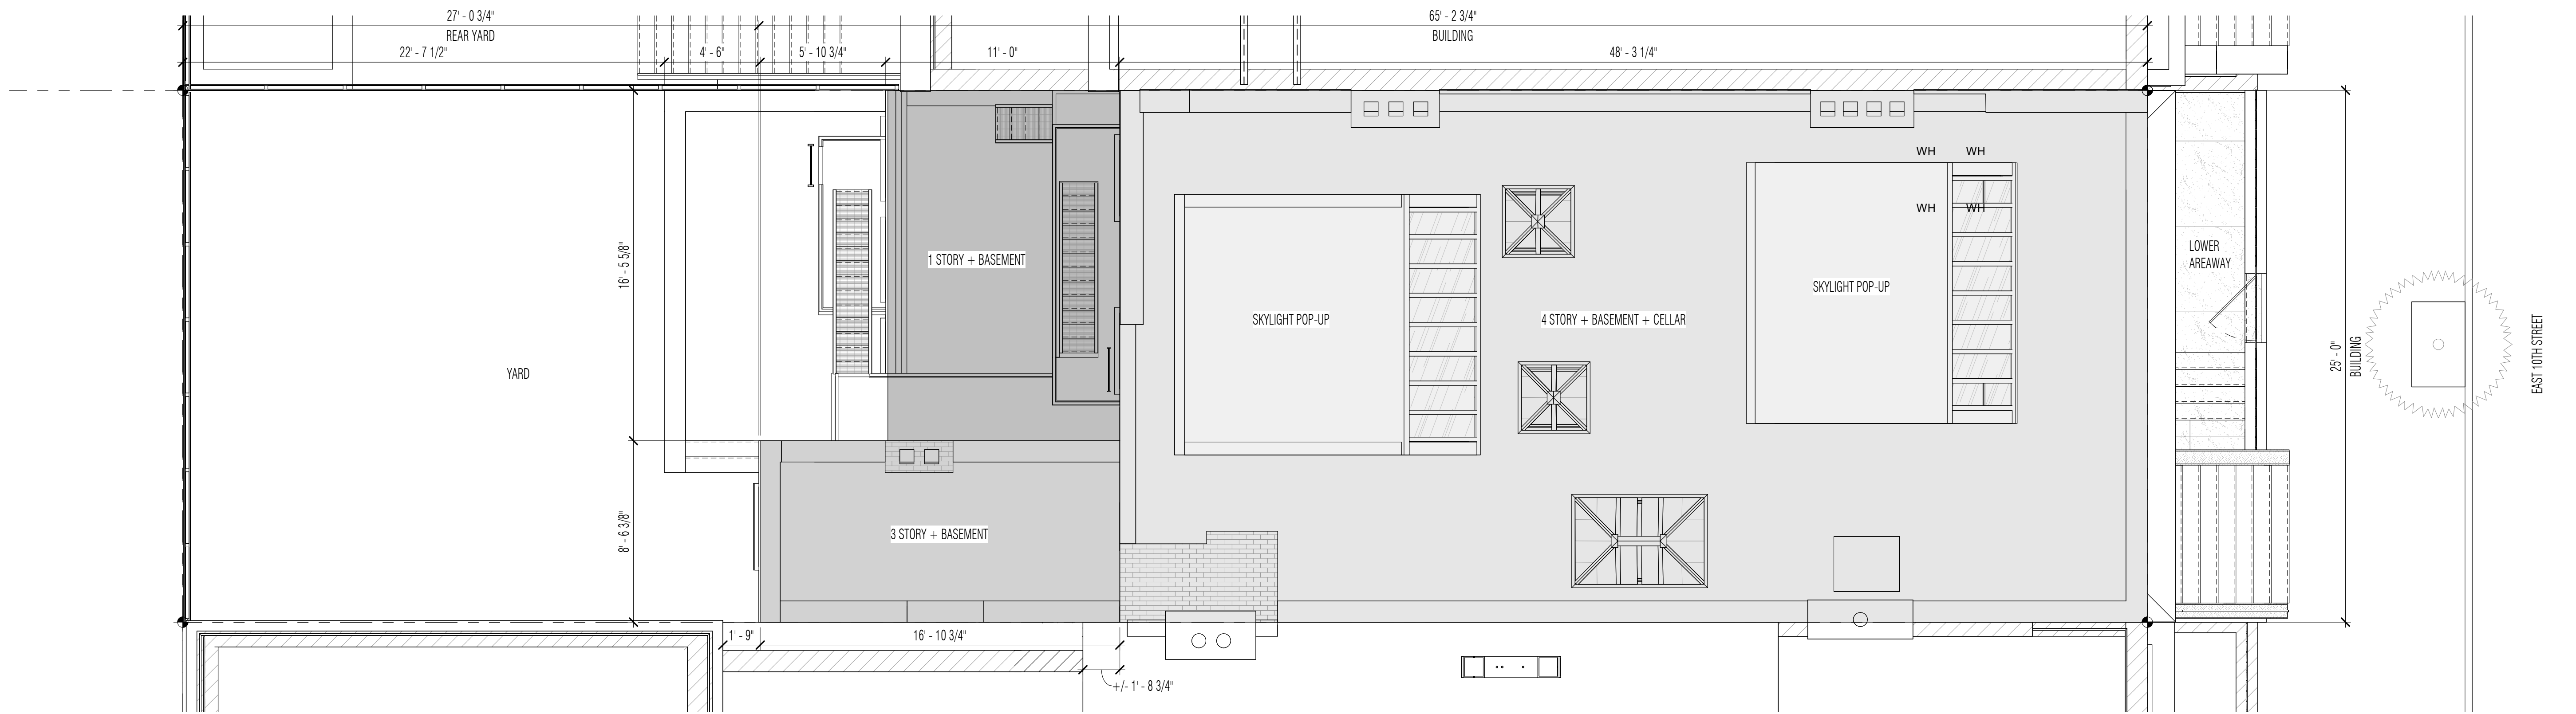 27' - 0 3/4"
REAR YARD
65' - 2 3/4"
BUILDING
22' - 7 1/2"
4' - 6"
5' - 10 3/4"
11' - 0"
48' - 3 1/4"
WH WH
WH WH
16' - 5 5/8"
1 STORY + BASEMENT
LOWER
AREAWAY
SKYLIGHT POP-UP
SKYLIGHT POP-UP
4 STORY + BASEMENT + CELLAR
25' - 0"
BUILDING
EAST 10TH STREET
YARD
8' - 6 3/8"
3 STORY + BASEMENT
1' - 9"
16' - 10 3/4"
+/- 1' - 8 3/4"